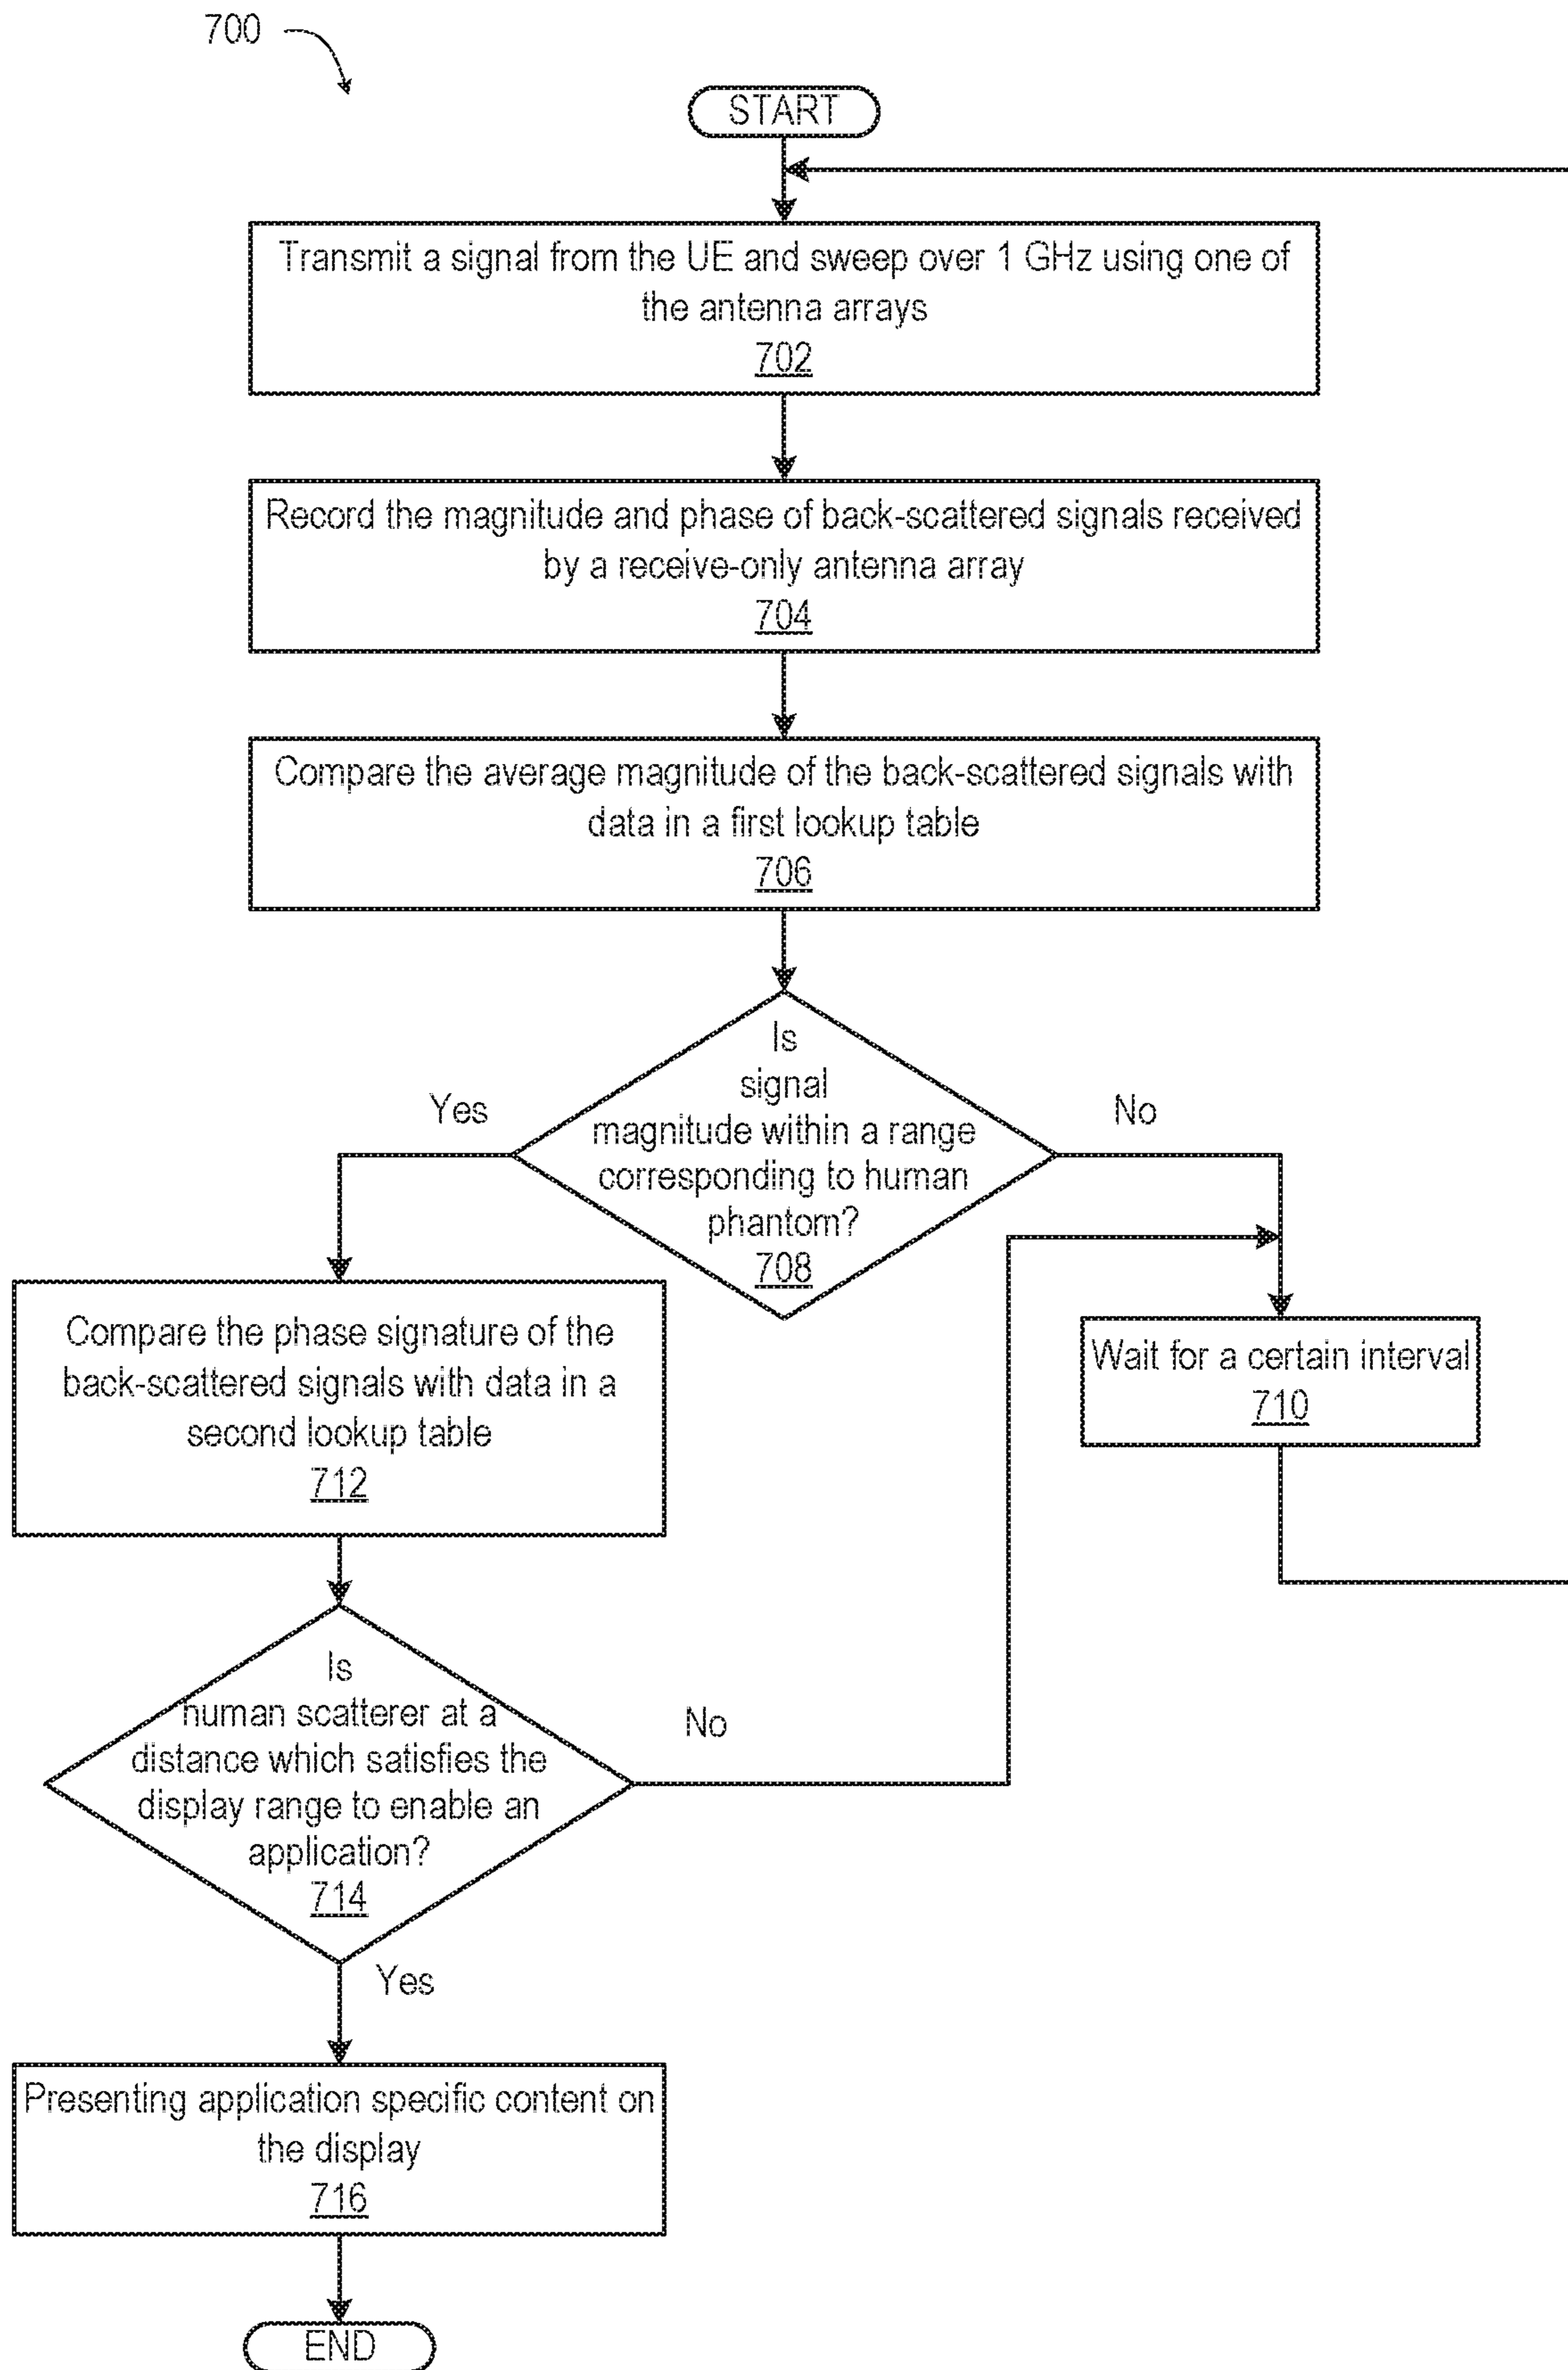 700
START
Transmit a signal from the UE and sweep over 1 GHz using one of
the antenna arrays
702
Record the magnitude and phase of back-scattered signals received
by a receive-only antenna array
704
Compare the average magnitude of the back-scattered signals with
data in a first lookup table
706
Is
signal
magnitude within a range
corresponding to human
phantom?
708
Yes
No
Compare the phase signature of the
back-scattered signals with data in a
second lookup table
712
Wait for a certain interval
710
Is
human scatterer at a
distance which satisfies the
display range to enable an
application?
714
No
Yes
Presenting application specific content on
the display
716
END